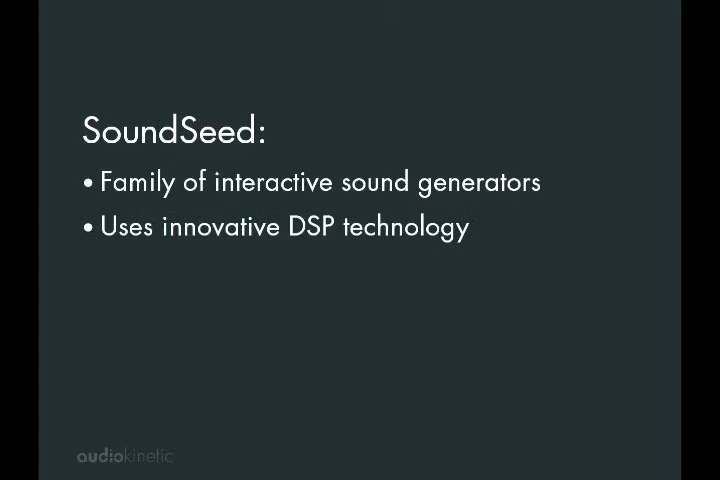 SoundSeed:
• Family of interactive sound generators
• Uses innovative DSP technology
audiokinetic